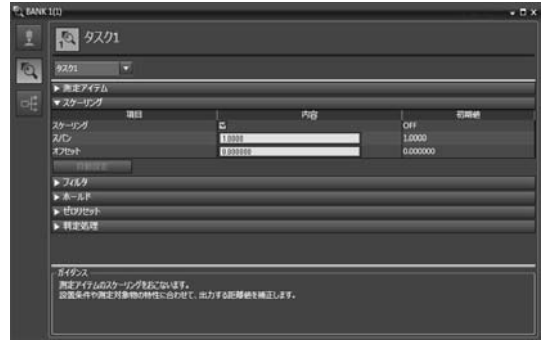 BANK 1(1)
タスク1
タスク1
▶ 測定アイテム
▼ スケーリング
項目 内容 初期値
スケーリング OFF
スパン 1.0000 1.0000
オフセット 0.000000 0.000000
自動設定
▶ フィルタ
▶ ホールド
▶ ゼロリセット
▶ 判定処理
ガイダンス
測定アイテムのスケーリングをおこないます。
設置条件や測定対象物の特性に合わせて、出力する距離値を補正します。